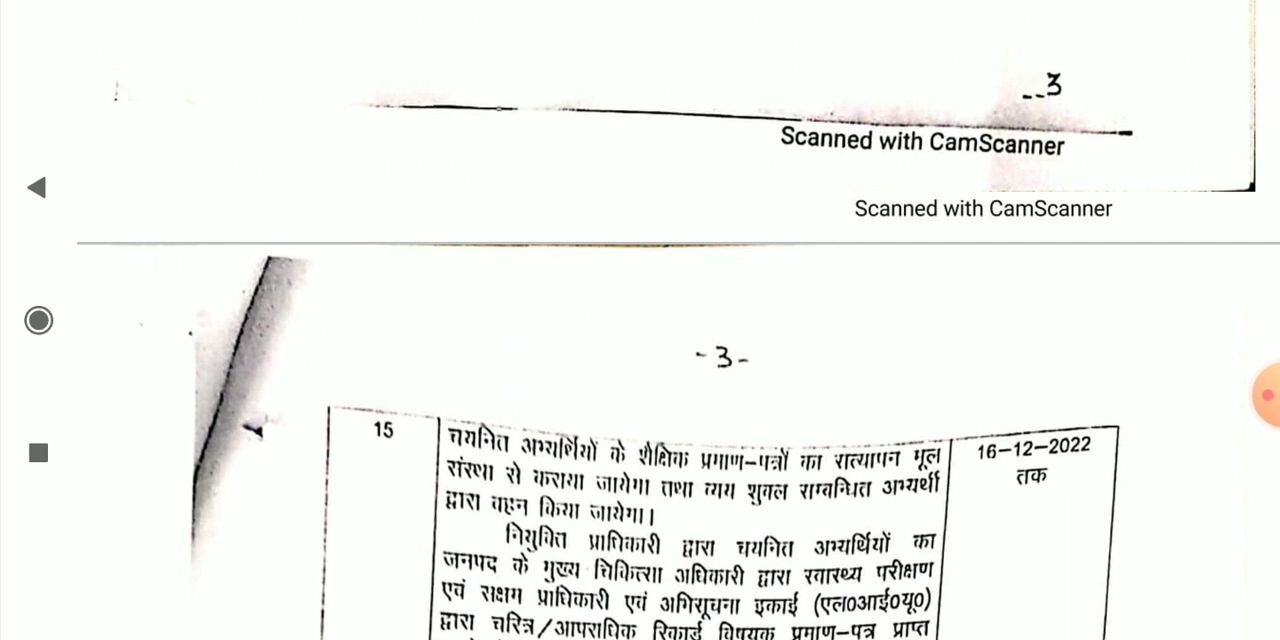 --3
Scanned with CamScanner
Scanned with CamScanner
-3-
15
चयनित अभ्यर्थियों के शैक्षिक प्रमाण-पत्रों का सत्यापन मूल
संस्था से कराया जायेगा तथा व्यय शुल्क सम्बन्धित अभ्यर्थी
द्वारा वहन किया जायेगा।
नियुक्ति प्राधिकारी द्वारा चयनित अभ्यर्थियों का
जनपद के मुख्य चिकित्सा अधिकारी द्वारा स्वास्थ्य परीक्षण
एवं सक्षम प्राधिकारी एवं अभिसूचना इकाई (एल0आई0यू0)
द्वारा चरित्र/आपराधिक रिकार्ड विषयक प्रमाण-पत्र प्राप्त
16-12-2022
तक